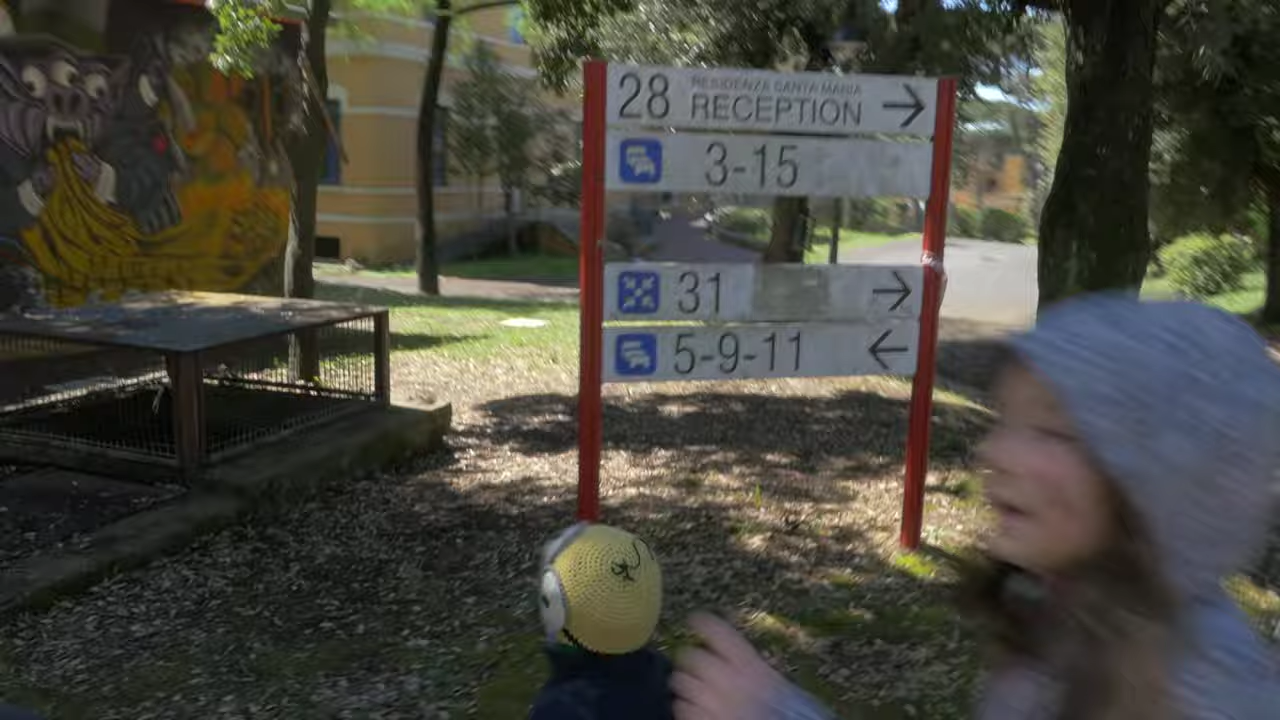 28 RESIDENZA SANTA MARIA
RECEPTION →
3-15
31 →
5-9-11 ←